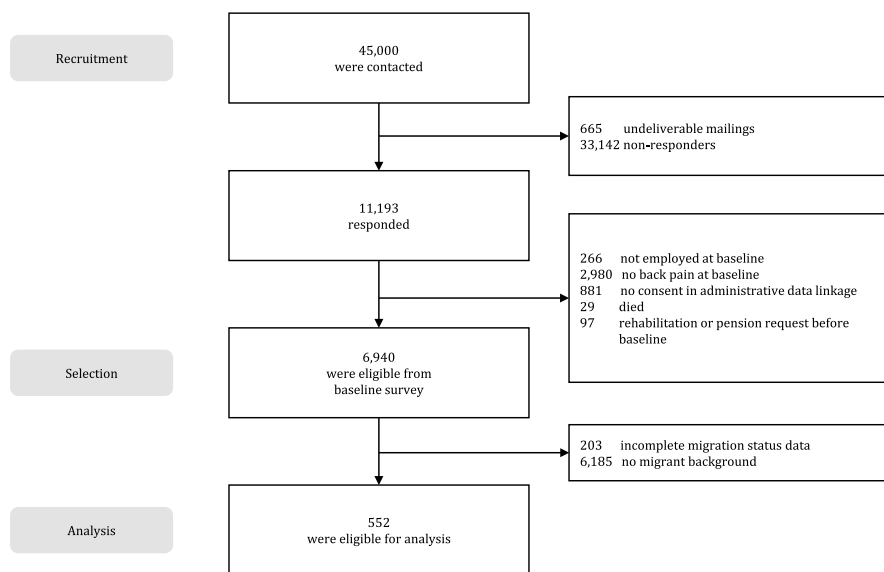 Recruitment
45,000
were contacted
665 undeliverable mailings
33,142 non-responders
11,193
responded
266 not employed at baseline
2,980 no back pain at baseline
881 no consent in administrative data linkage
29 died
97 rehabilitation or pension request before
baseline
Selection
6,940
were eligible from
baseline survey
203 incomplete migration status data
6,185 no migrant background
Analysis
552
were eligible for analysis